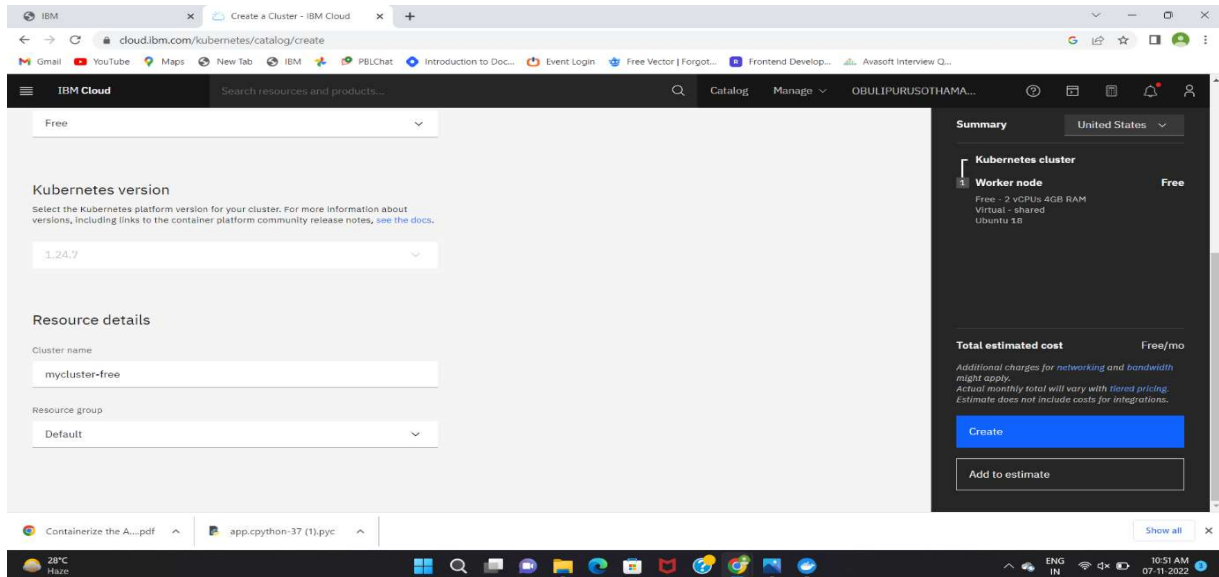 IBM
Create a Cluster - IBM Cloud
cloud.ibm.com/kubernetes/catalog/create
Gmail YouTube Maps New Tab IBM PBLChat Introduction to Doc... Event Login Free Vector | Forgot... Frontend Develop... Avasoft Interview Q...
IBM Cloud Search resources and products... Catalog Manage OBULIPURUSOTHAMA...
Free
Kubernetes version
Select the Kubernetes platform version for your cluster. For more information about
versions, including links to the container platform community release notes, see the docs.
1.24.7
Resource details
Cluster name
mycluster-free
Resource group
Default
Summary United States
Kubernetes cluster
1 Worker node Free
Free - 2 vCPUs 4GB RAM
Virtual - shared
Ubuntu 18
Total estimated cost Free/mo
Additional charges for networking and bandwidth
might apply.
Actual monthly total will vary with tiered pricing.
Estimate does not include costs for integrations.
Create
Add to estimate
Containerize the A....pdf app.cpython-37 (1).pyc Show all
28°C
Haze
ENG
IN
10:51 AM
07-11-2022